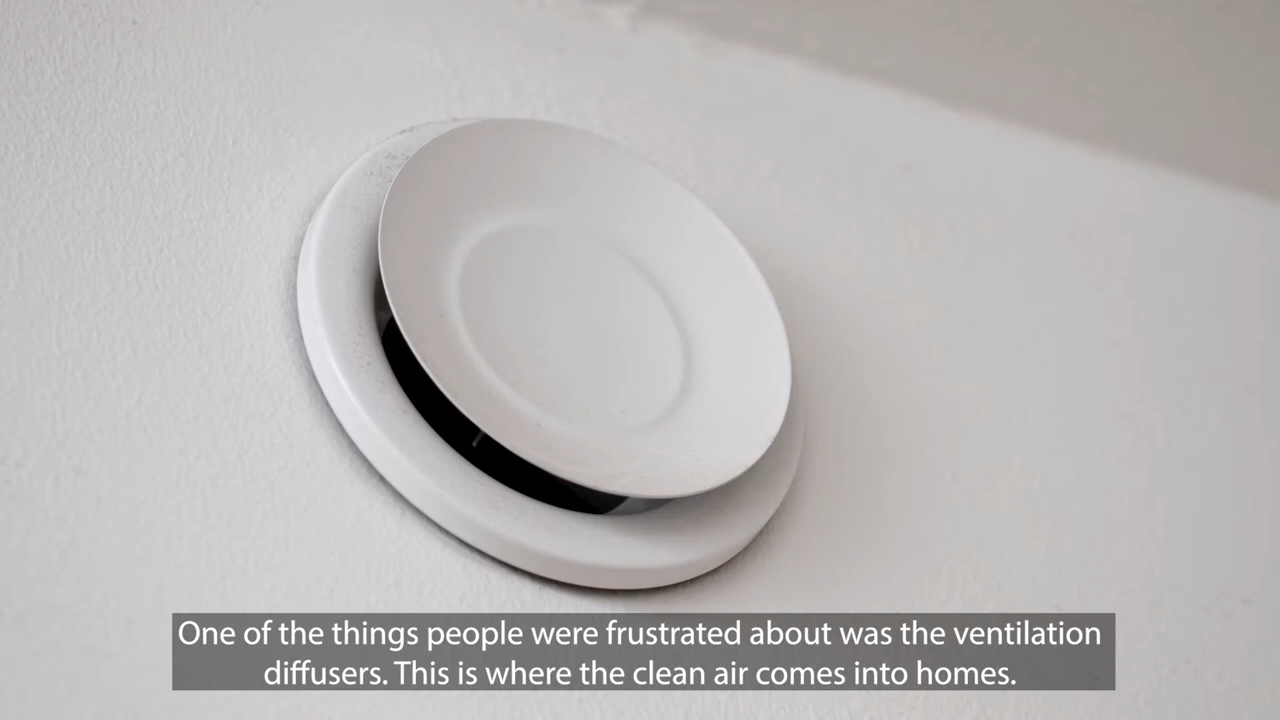 One of the things people were frustrated about was the ventilation
diffusers. This is where the clean air comes into homes.